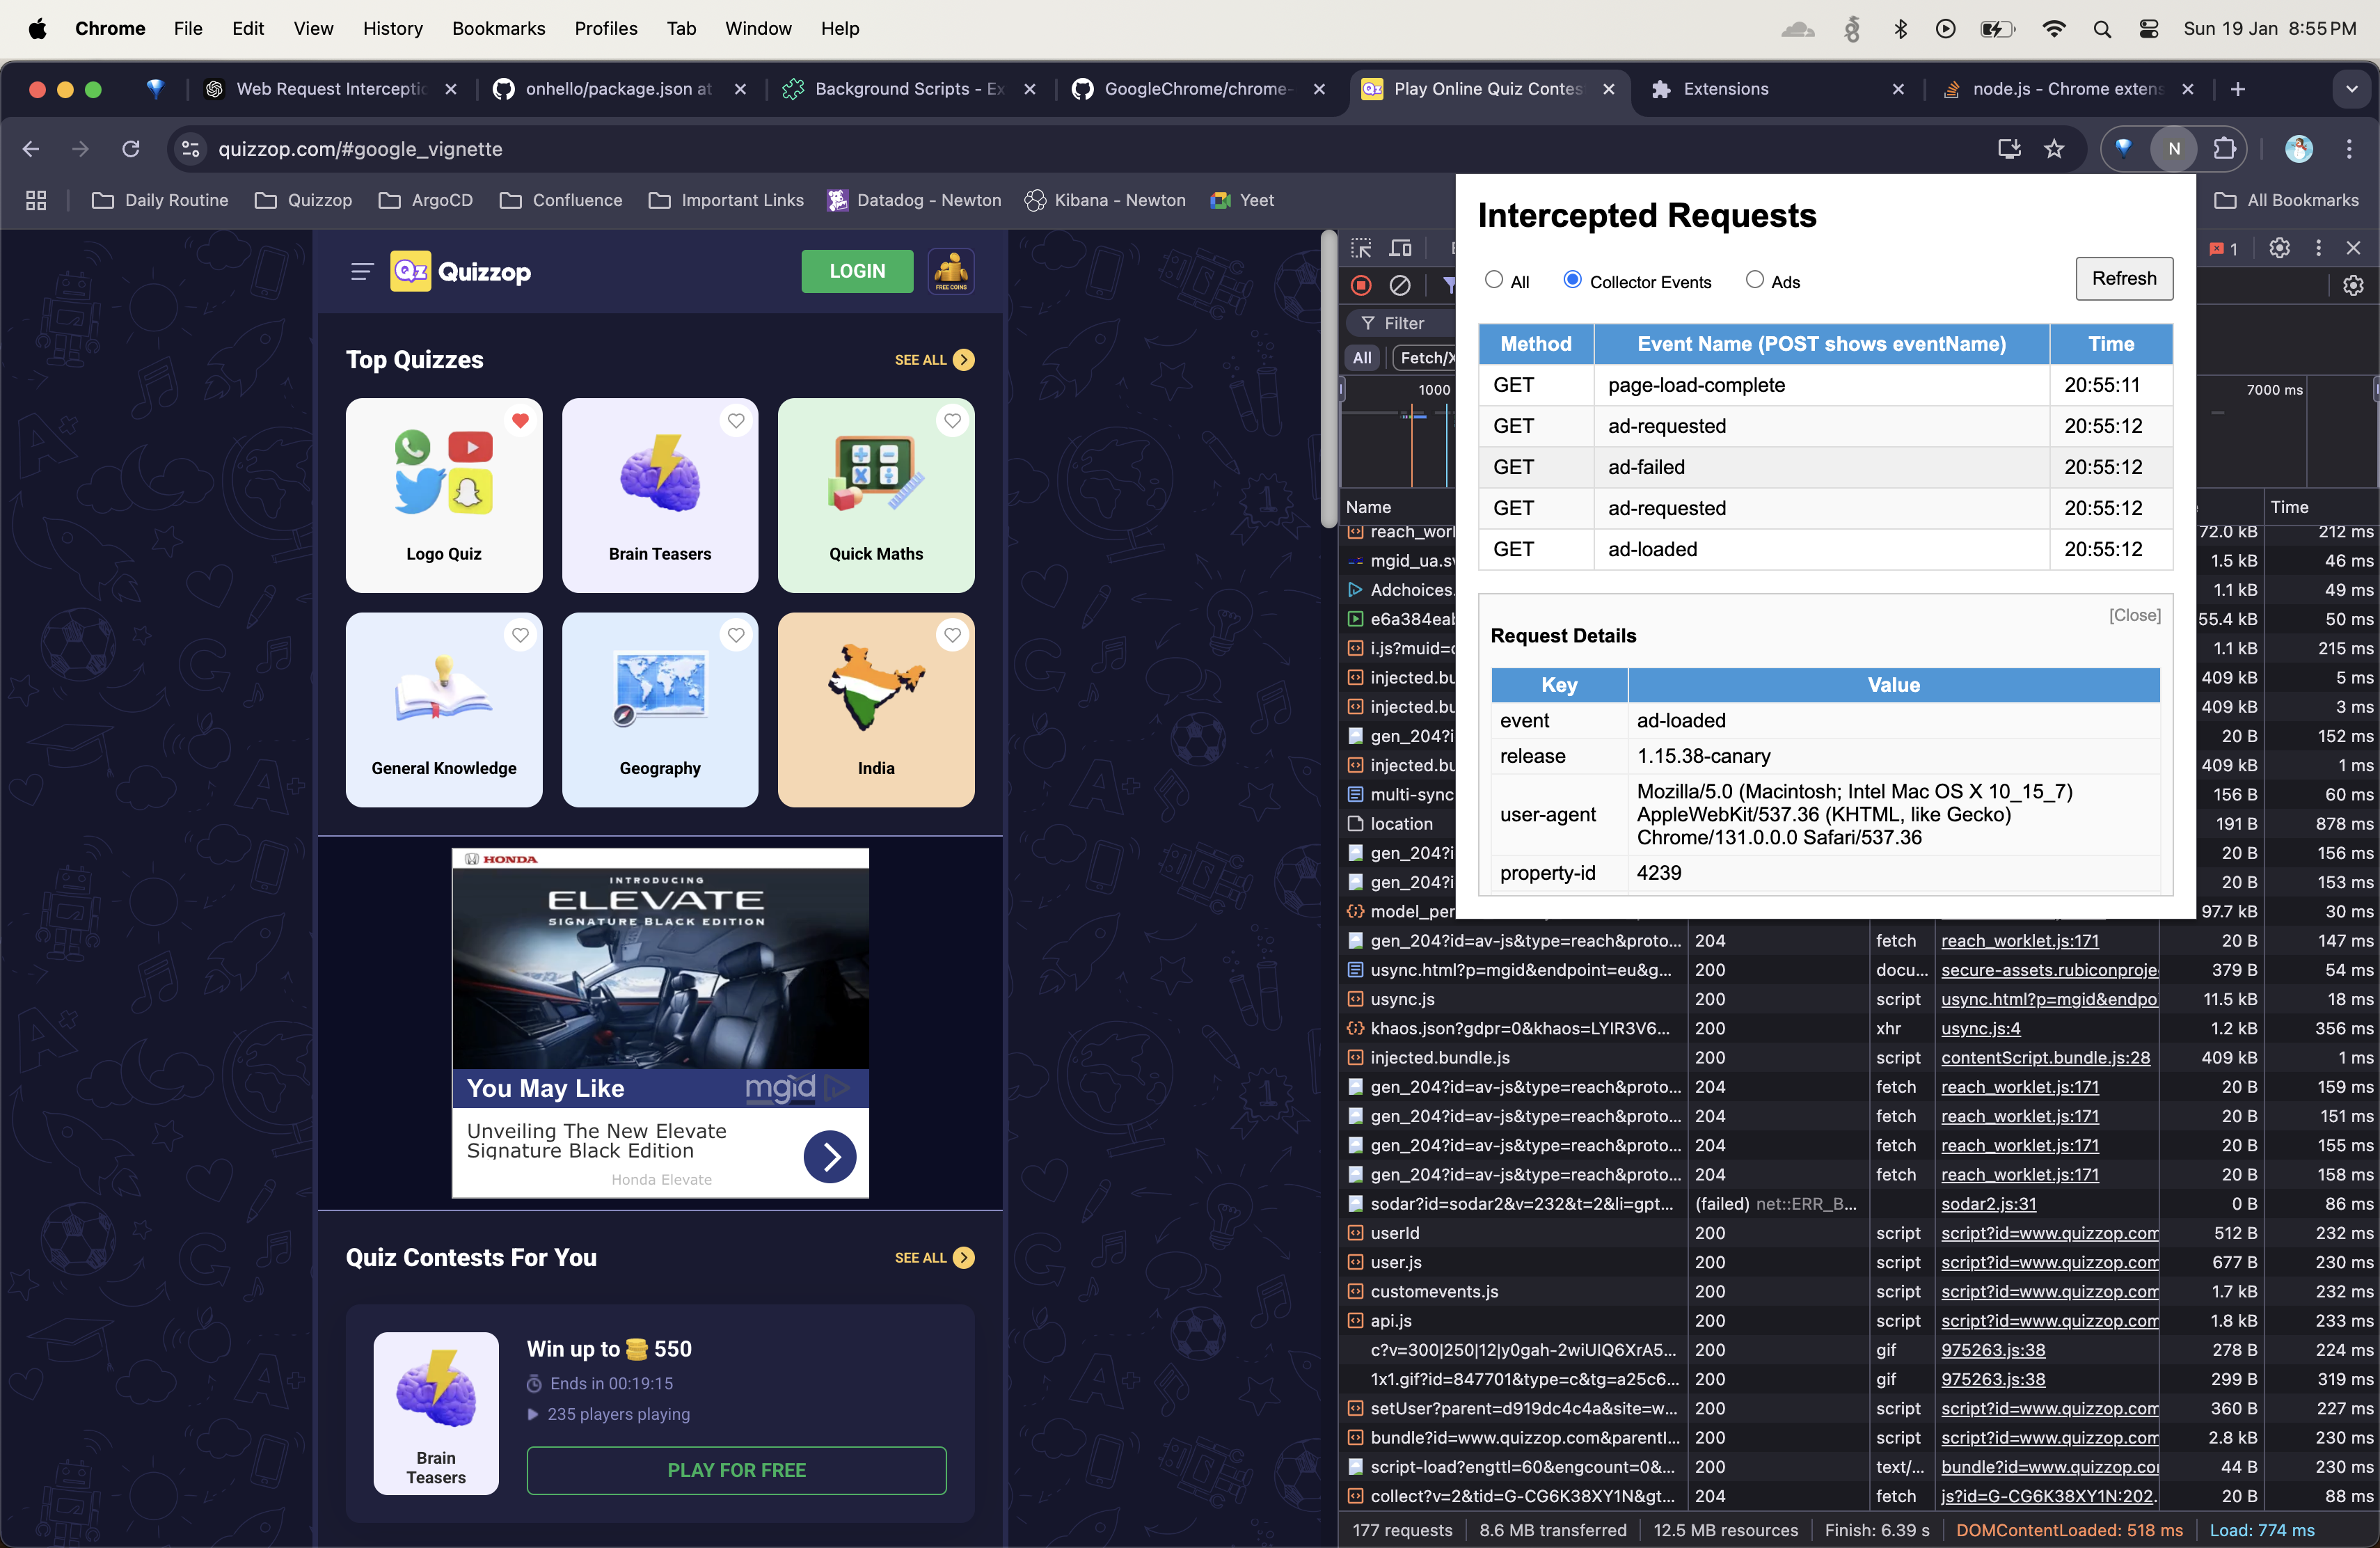 Chrome File Edit View History Bookmarks Profiles Tab Window Help Sun 19 Jan 8:55 PM
Web Request Interceptio onhello/package.json at Background Scripts - Ex GoogleChrome/chrome- Play Online Quiz Contes Extensions node.js - Chrome extens
quizzop.com/#google_vignette N
Daily Routine Quizzop ArgoCD Confluence Important Links Datadog - Newton Kibana - Newton Yeet All Bookmarks
Qz Quizzop LOGIN FREE COINS
Top Quizzes SEE ALL
Logo Quiz Brain Teasers Quick Maths
General Knowledge Geography India
HONDA
INTRODUCING
ELEVATE
SIGNATURE BLACK EDITION
You May Like mgid
Unveiling The New Elevate
Signature Black Edition
Honda Elevate
Quiz Contests For You SEE ALL
Win up to 550
Ends in 00:19:15
235 players playing
Brain
Teasers
PLAY FOR FREE
Intercepted Requests
All Collector Events Ads Refresh
Method Event Name (POST shows eventName) Time
GET page-load-complete 20:55:11
GET ad-requested 20:55:12
GET ad-failed 20:55:12
GET ad-requested 20:55:12
GET ad-loaded 20:55:12
[Close]
Request Details
Key Value
event ad-loaded
release 1.15.38-canary
user-agent Mozilla/5.0 (Macintosh; Intel Mac OS X 10_15_7)
AppleWebKit/537.36 (KHTML, like Gecko)
Chrome/131.0.0.0 Safari/537.36
property-id 4239
1
Filter
All Fetch/X
1000 7000 ms
Name Time
reach_worl 72.0 kB 212 ms
mgid_ua.sv 1.5 kB 46 ms
Adchoices. 1.1 kB 49 ms
e6a384eab 55.4 kB 50 ms
i.js?muid=c 1.1 kB 215 ms
injected.bu 409 kB 5 ms
injected.bu 409 kB 3 ms
gen_204?i 20 B 152 ms
injected.bu 409 kB 1 ms
multi-sync 156 B 60 ms
location 191 B 878 ms
gen_204?i 20 B 156 ms
gen_204?i 20 B 153 ms
model_per 97.7 kB 30 ms
gen_204?id=av-js&type=reach&proto... 204 fetch reach_worklet.js:171 20 B 147 ms
usync.html?p=mgid&endpoint=eu&g... 200 docu... secure-assets.rubiconproje 379 B 54 ms
usync.js 200 script usync.html?p=mgid&endpo 11.5 kB 18 ms
khaos.json?gdpr=0&khaos=LYIR3V6... 200 xhr usync.js:4 1.2 kB 356 ms
injected.bundle.js 200 script contentScript.bundle.js:28 409 kB 1 ms
gen_204?id=av-js&type=reach&proto... 204 fetch reach_worklet.js:171 20 B 159 ms
gen_204?id=av-js&type=reach&proto... 204 fetch reach_worklet.js:171 20 B 151 ms
gen_204?id=av-js&type=reach&proto... 204 fetch reach_worklet.js:171 20 B 155 ms
gen_204?id=av-js&type=reach&proto... 204 fetch reach_worklet.js:171 20 B 158 ms
sodar?id=sodar2&v=232&t=2&li=gpt... (failed) net::ERR_B... sodar2.js:31 0 B 86 ms
userId 200 script script?id=www.quizzop.com 512 B 232 ms
user.js 200 script script?id=www.quizzop.com 677 B 230 ms
customevents.js 200 script script?id=www.quizzop.com 1.7 kB 232 ms
api.js 200 script script?id=www.quizzop.com 1.8 kB 233 ms
c?v=300|250|12|y0gah-2wiUIQ6XrA5... 200 gif 975263.js:38 278 B 224 ms
1x1.gif?id=847701&type=c&tg=a25c6... 200 gif 975263.js:38 299 B 319 ms
setUser?parent=d919dc4c4a&site=w... 200 script script?id=www.quizzop.com 360 B 227 ms
bundle?id=www.quizzop.com&parentI... 200 script script?id=www.quizzop.com 2.8 kB 230 ms
script-load?engttl=60&engcount=0&... 200 text/... bundle?id=www.quizzop.co 44 B 230 ms
collect?v=2&tid=G-CG6K38XY1N&gt... 204 fetch js?id=G-CG6K38XY1N:202. 20 B 88 ms
177 requests 8.6 MB transferred 12.5 MB resources Finish: 6.39 s DOMContentLoaded: 518 ms Load: 774 ms